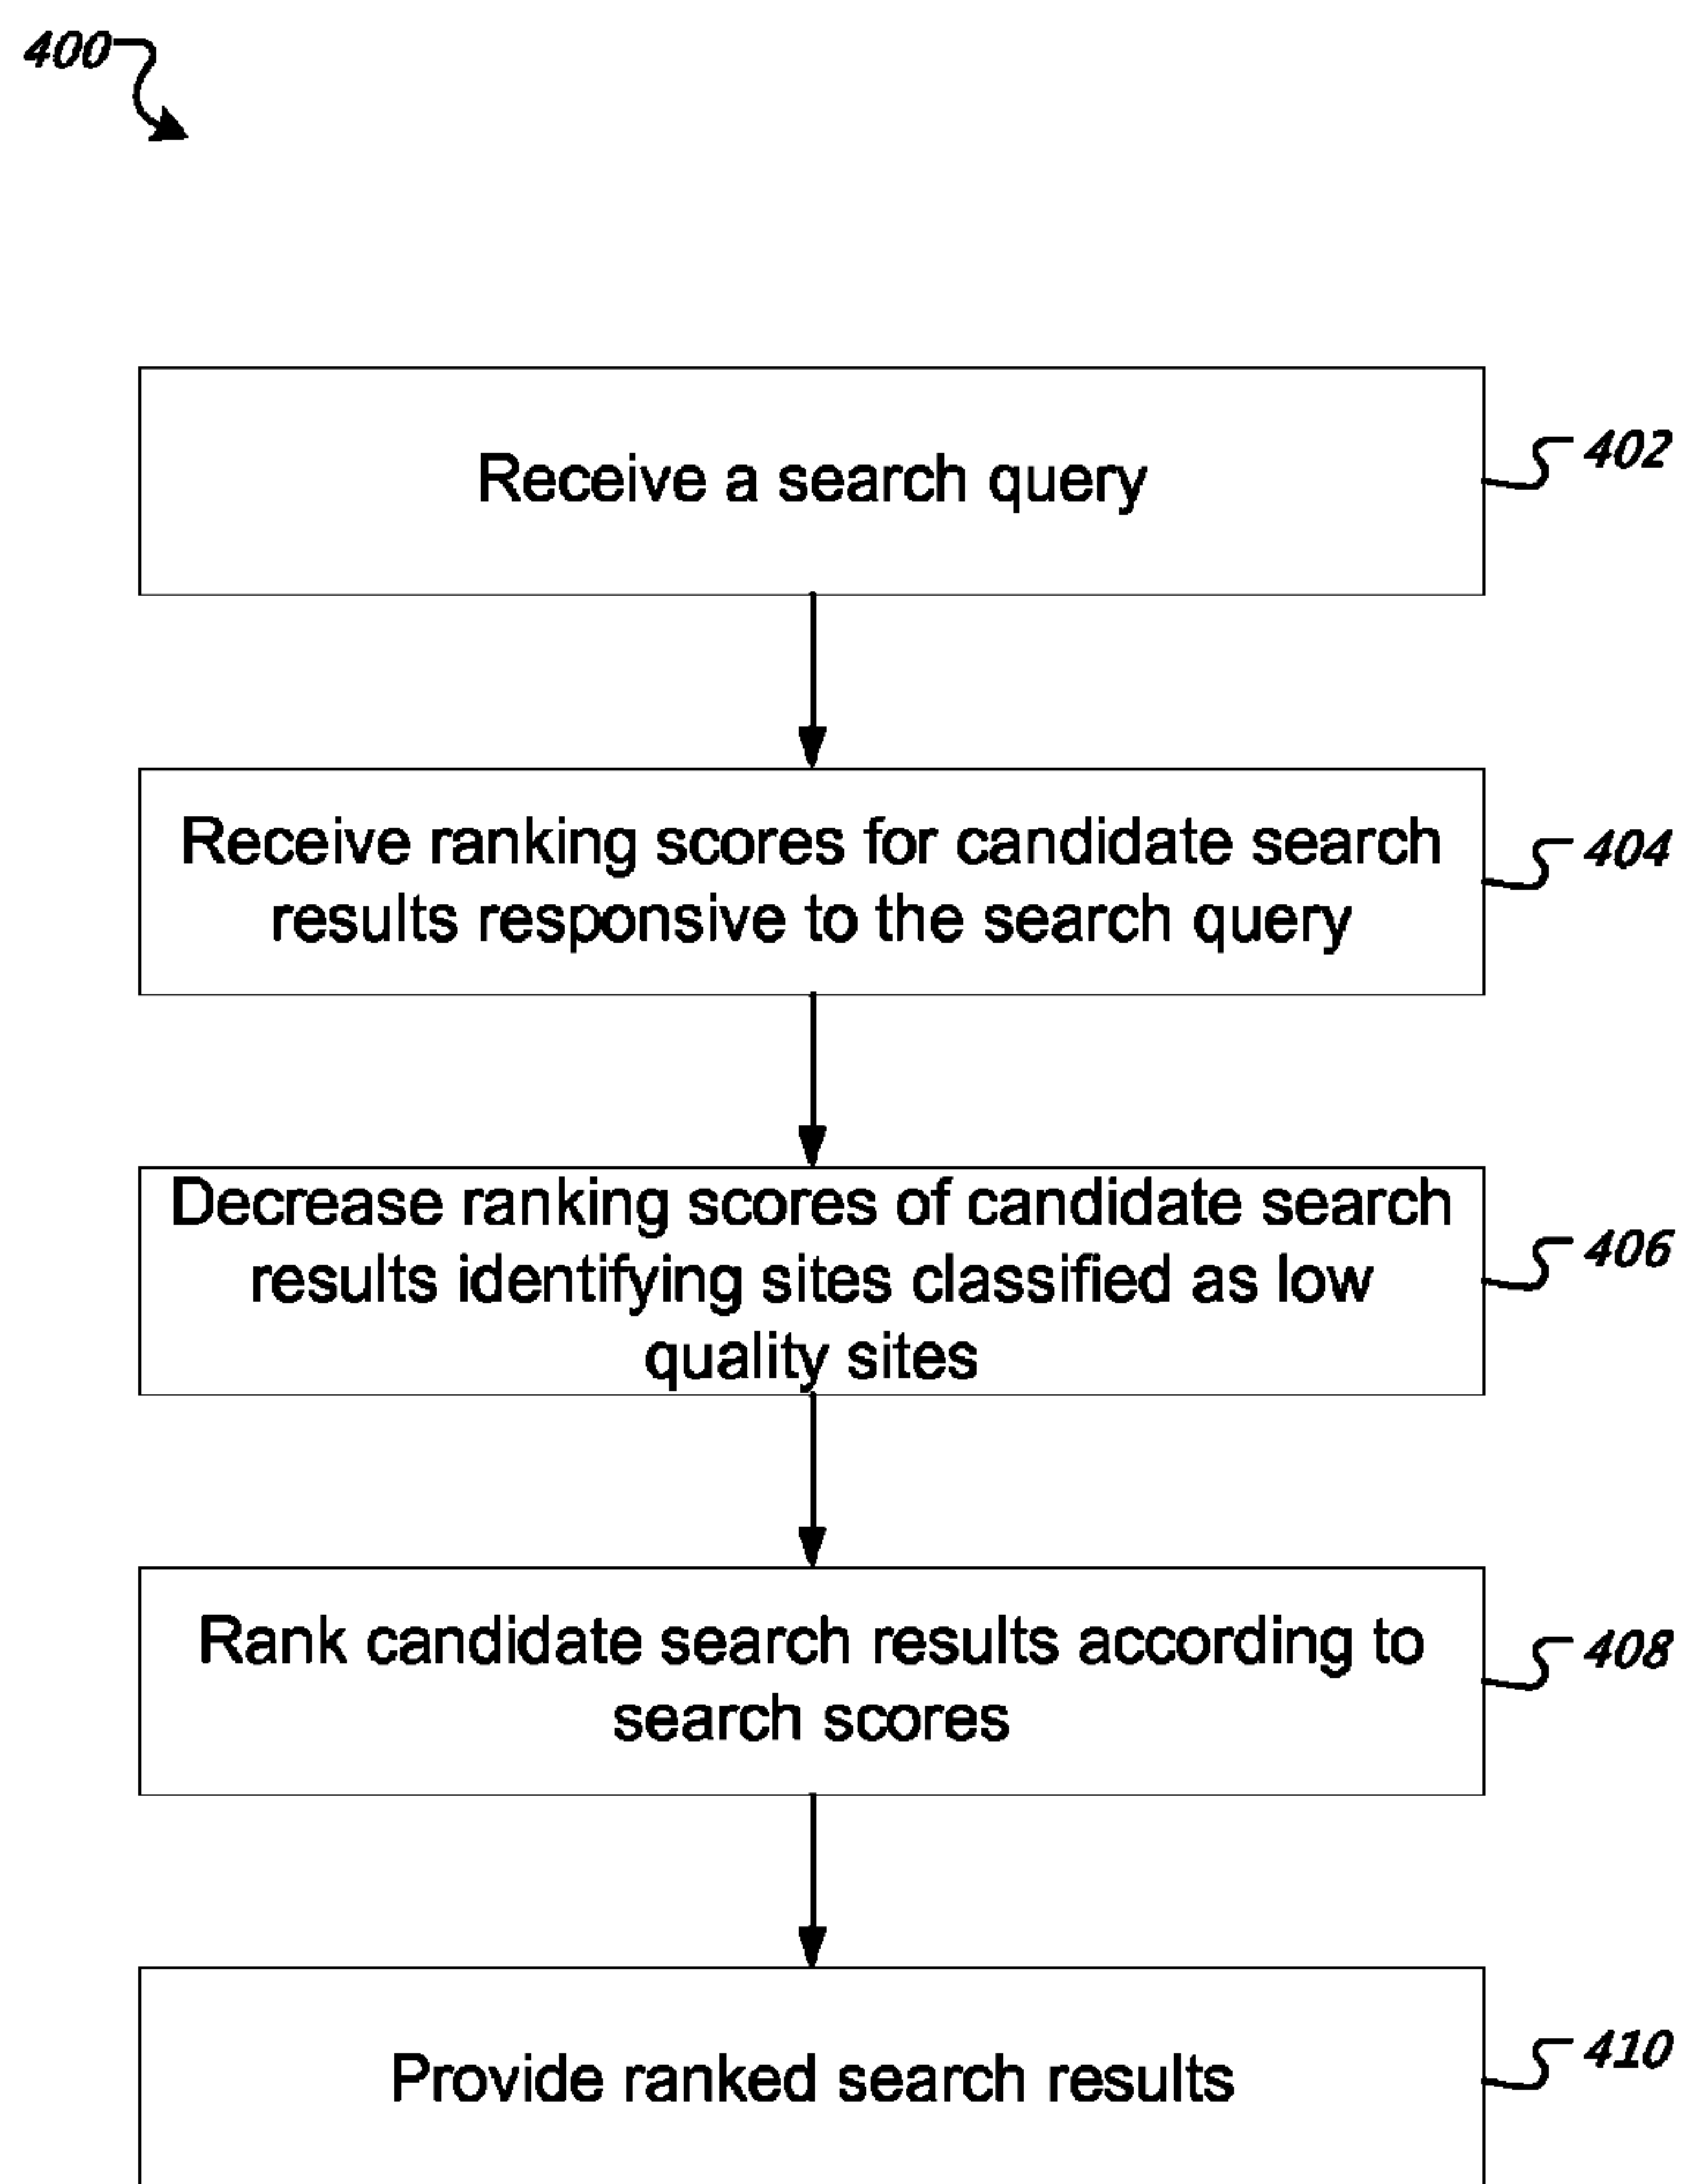 400
Receive a search query
402
Receive ranking scores for candidate search
results responsive to the search query
404
Decrease ranking scores of candidate search
results identifying sites classified as low
quality sites
406
Rank candidate search results according to
search scores
408
Provide ranked search results
410